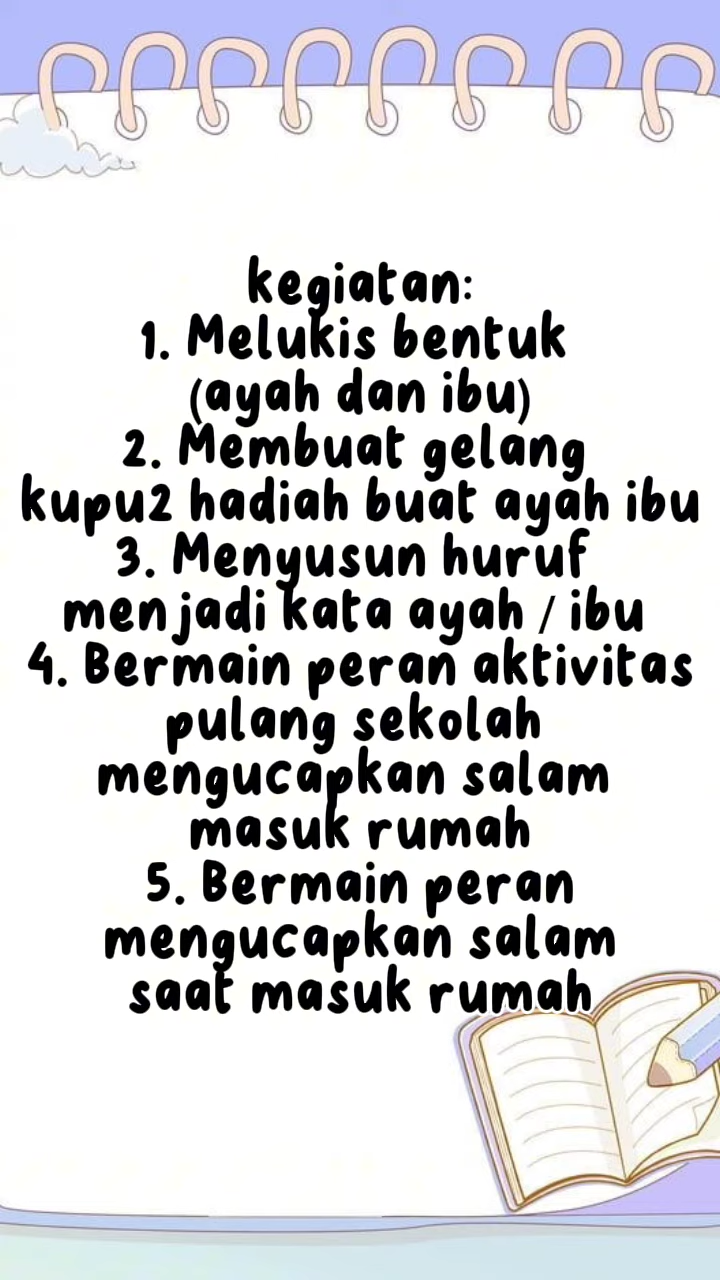 kegiatan:
1. Melukis bentuk
(ayah dan ibu)
2. Membuat gelang
kupu2 hadiah buat ayah ibu
3. Menyusun huruf
menjadi kata ayah / ibu
4. Bermain peran aktivitas
pulang sekolah
mengucapkan salam
masuk rumah
5. Bermain peran
mengucapkan salam
saat masuk rumah